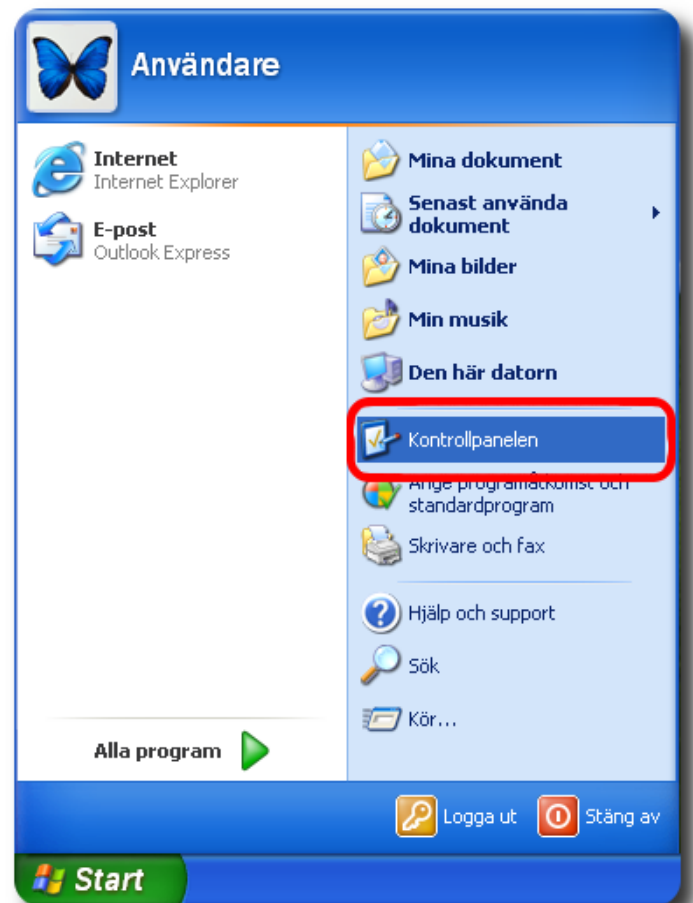 Användare
Internet
Internet Explorer
E-post
Outlook Express
Alla program
Mina dokument
Senast använda
dokument
Mina bilder
Min musik
Den här datorn
Kontrollpanelen
Ange programåtkomst och
standardprogram
Skrivare och fax
Hjälp och support
Sök
Kör...
Logga ut
Stäng av
Start